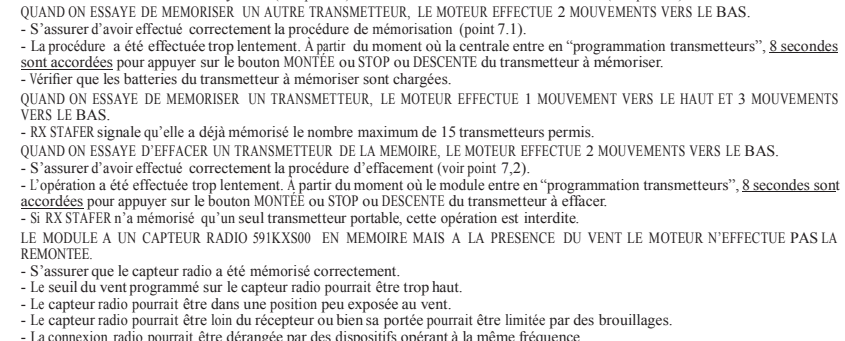 QUAND ON ESSAYE DE MEMORISER UN AUTRE TRANSMETTEUR, LE MOTEUR EFFECTUE 2 MOUVEMENTS VERS LE BAS.
- S’assurer d’avoir effectué correctement la procédure de mémorisation (point 7.1).
- La procédure a été effectuée trop lentement. À partir du moment où la centrale entre en “programmation transmetteurs”, 8 secondes
sont accordées pour appuyer sur le bouton MONTÉE ou STOP ou DESCENTE du transmetteur à mémoriser.
- Vérifier que les batteries du transmetteur à mémoriser sont chargées.
QUAND ON ESSAYE DE MEMORISER UN TRANSMETTEUR, LE MOTEUR EFFECTUE 1 MOUVEMENT VERS LE HAUT ET 3 MOUVEMENTS
VERS LE BAS.
- RX STAFER signale qu’elle a déjà mémorisé le nombre maximum de 15 transmetteurs permis.
QUAND ON ESSAYE D’EFFACER UN TRANSMETTEUR DE LA MEMOIRE, LE MOTEUR EFFECTUE 2 MOUVEMENTS VERS LE BAS.
- S’assurer d’avoir effectué correctement la procédure d’effacement (voir point 7,2).
- L’opération a été effectuée trop lentement. À partir du moment où le module entre en “programmation transmetteurs”, 8 secondes sont
accordées pour appuyer sur le bouton MONTÉE ou STOP ou DESCENTE du transmetteur à effacer.
- Si RX STAFER n’a mémorisé qu’un seul transmetteur portable, cette opération est interdite.
LE MODULE A UN CAPTEUR RADIO 591KXS00 EN MEMOIRE MAIS A LA PRESENCE DU VENT LE MOTEUR N’EFFECTUE PAS LA
REMONTEE.
- S’assurer que le capteur radio a été mémorisé correctement.
- Le seuil du vent programmé sur le capteur radio pourrait être trop haut.
- Le capteur radio pourrait être dans une position peu exposée au vent.
- Le capteur radio pourrait être loin du récepteur ou bien sa portée pourrait être limitée par des brouillages.
- La connexion radio pourrait être dérangée par des dispositifs opérant à la même fréquence